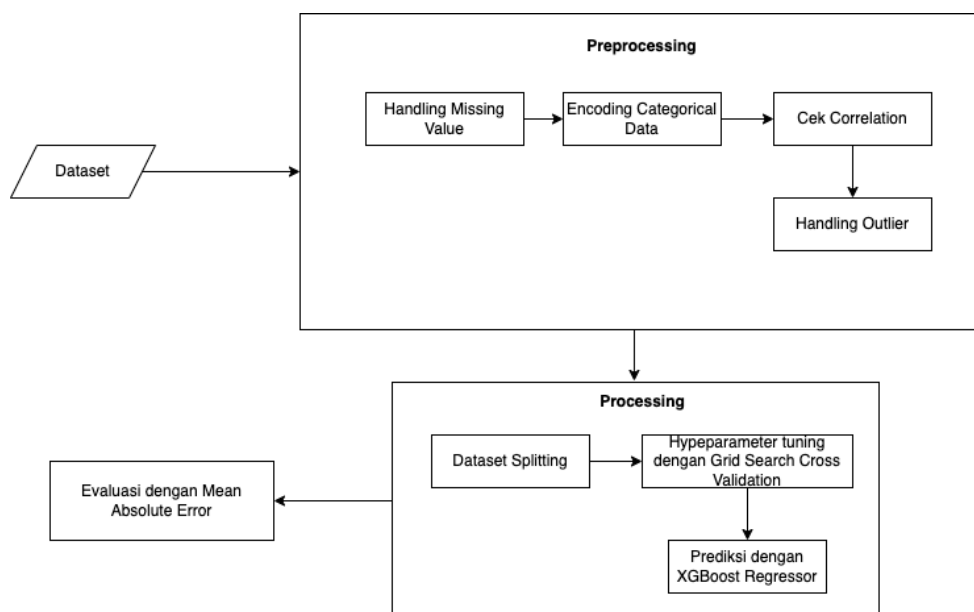 Preprocessing
Handling Missing
Value
Encoding Categorical
Data
Cek Correlation
Dataset
Handling Outlier
Processing
Dataset Splitting
Hypeparameter tuning
dengan Grid Search Cross
Validation
Evaluasi dengan Mean
Absolute Error
Prediksi dengan
XGBoost Regressor